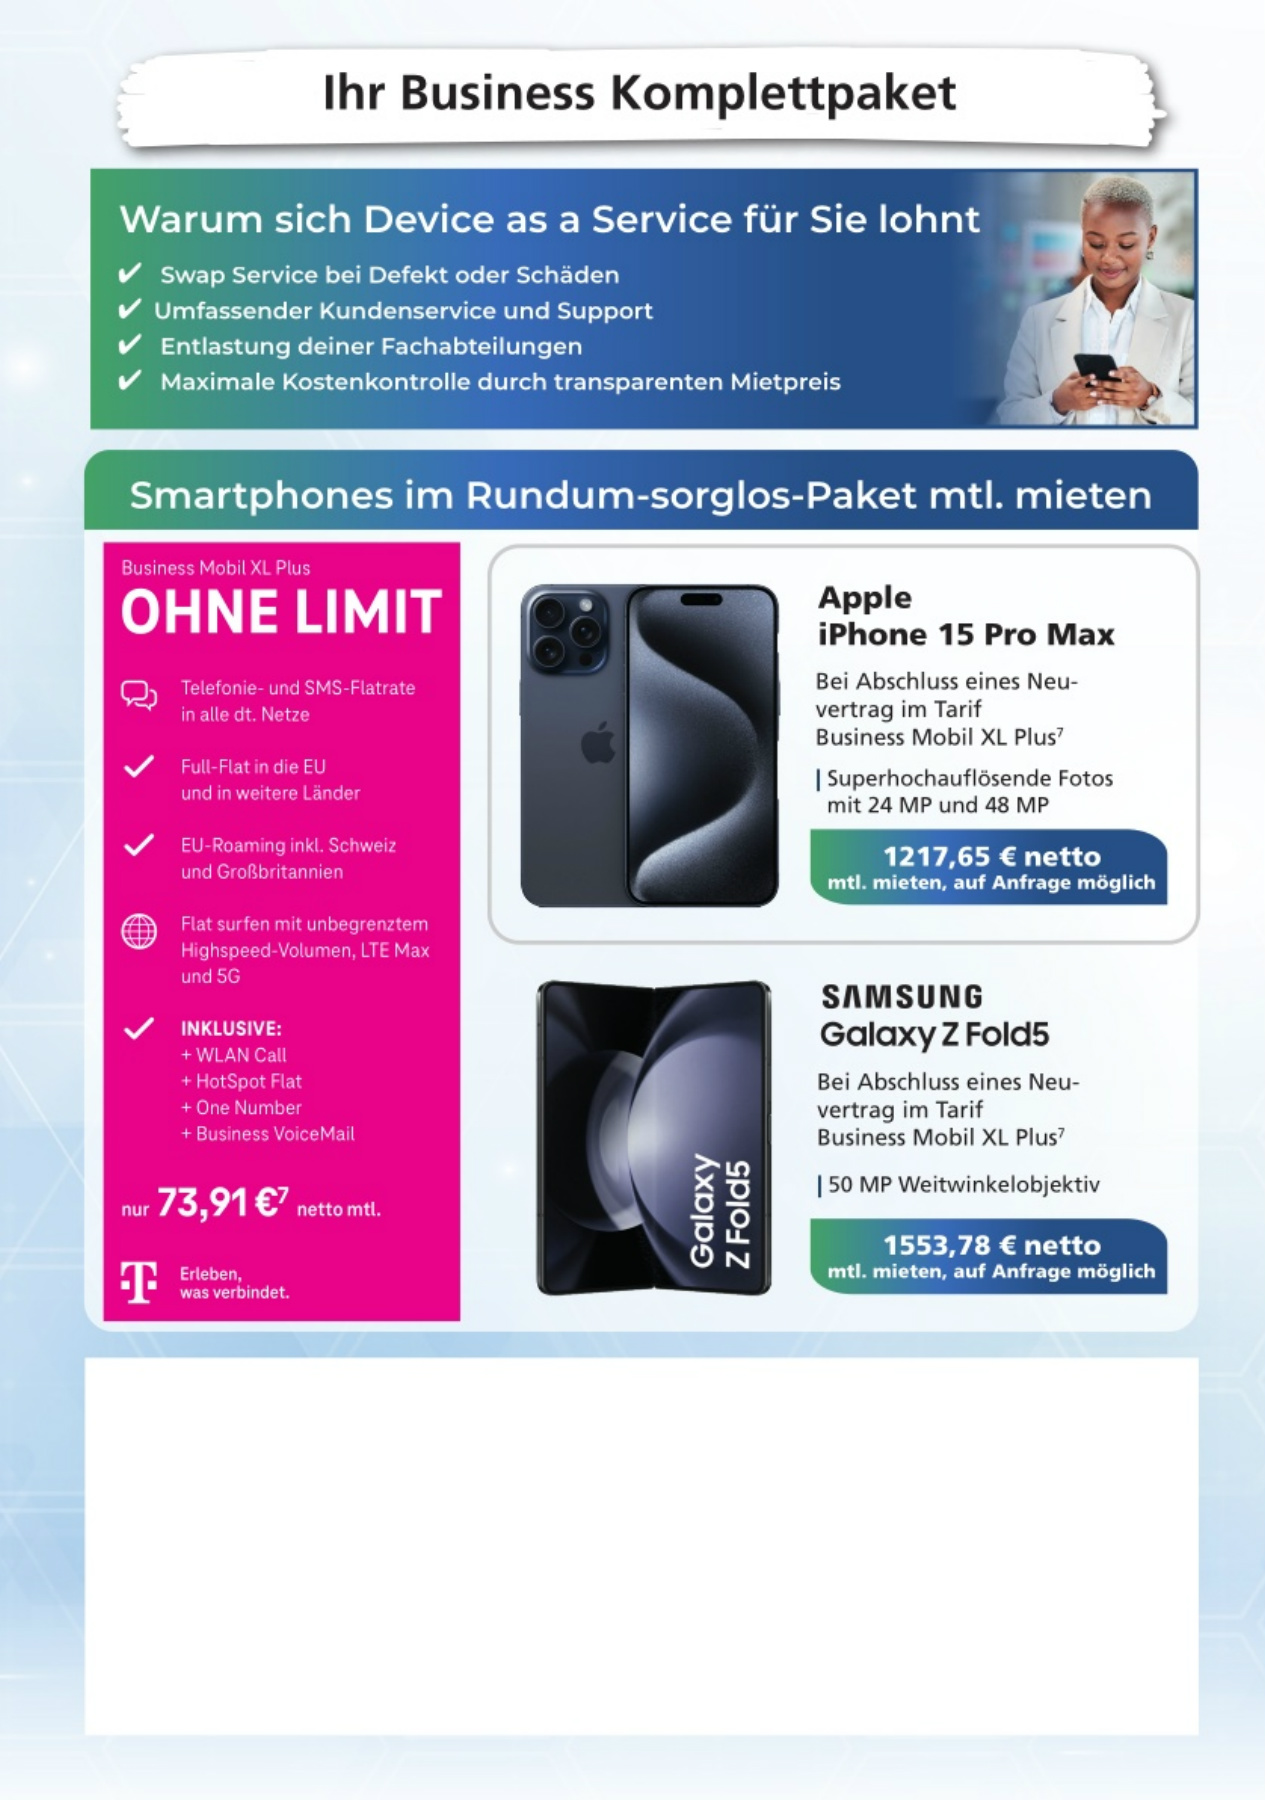 Ihr Business Komplettpaket
Warum sich Device as a Service für Sie lohnt
✔ Swap Service bei Defekt oder Schäden
✔ Umfassender Kundenservice und Support
✔ Entlastung deiner Fachabteilungen
✔ Maximale Kostenkontrolle durch transparenten Mietpreis
Smartphones im Rundum-sorglos-Paket mtl. mieten
Business Mobil XL Plus
OHNE LIMIT
Telefonie- und SMS-Flatrate
in alle dt. Netze
Full-Flat in die EU
und in weitere Länder
EU-Roaming inkl. Schweiz
und Großbritannien
Flat surfen mit unbegrenztem
Highspeed-Volumen, LTE Max
und 5G
INKLUSIVE:
+ WLAN Call
+ HotSpot Flat
+ One Number
+ Business VoiceMail
nur 73,91 €⁷ netto mtl.
T Erleben,
was verbindet.
Apple
iPhone 15 Pro Max
Bei Abschluss eines Neu-
vertrag im Tarif
Business Mobil XL Plus⁷
| Superhochauflösende Fotos
mit 24 MP und 48 MP
1217,65 € netto
mtl. mieten, auf Anfrage möglich
Galaxy
Z Fold5
SAMSUNG
Galaxy Z Fold5
Bei Abschluss eines Neu-
vertrag im Tarif
Business Mobil XL Plus⁷
| 50 MP Weitwinkelobjektiv
1553,78 € netto
mtl. mieten, auf Anfrage möglich